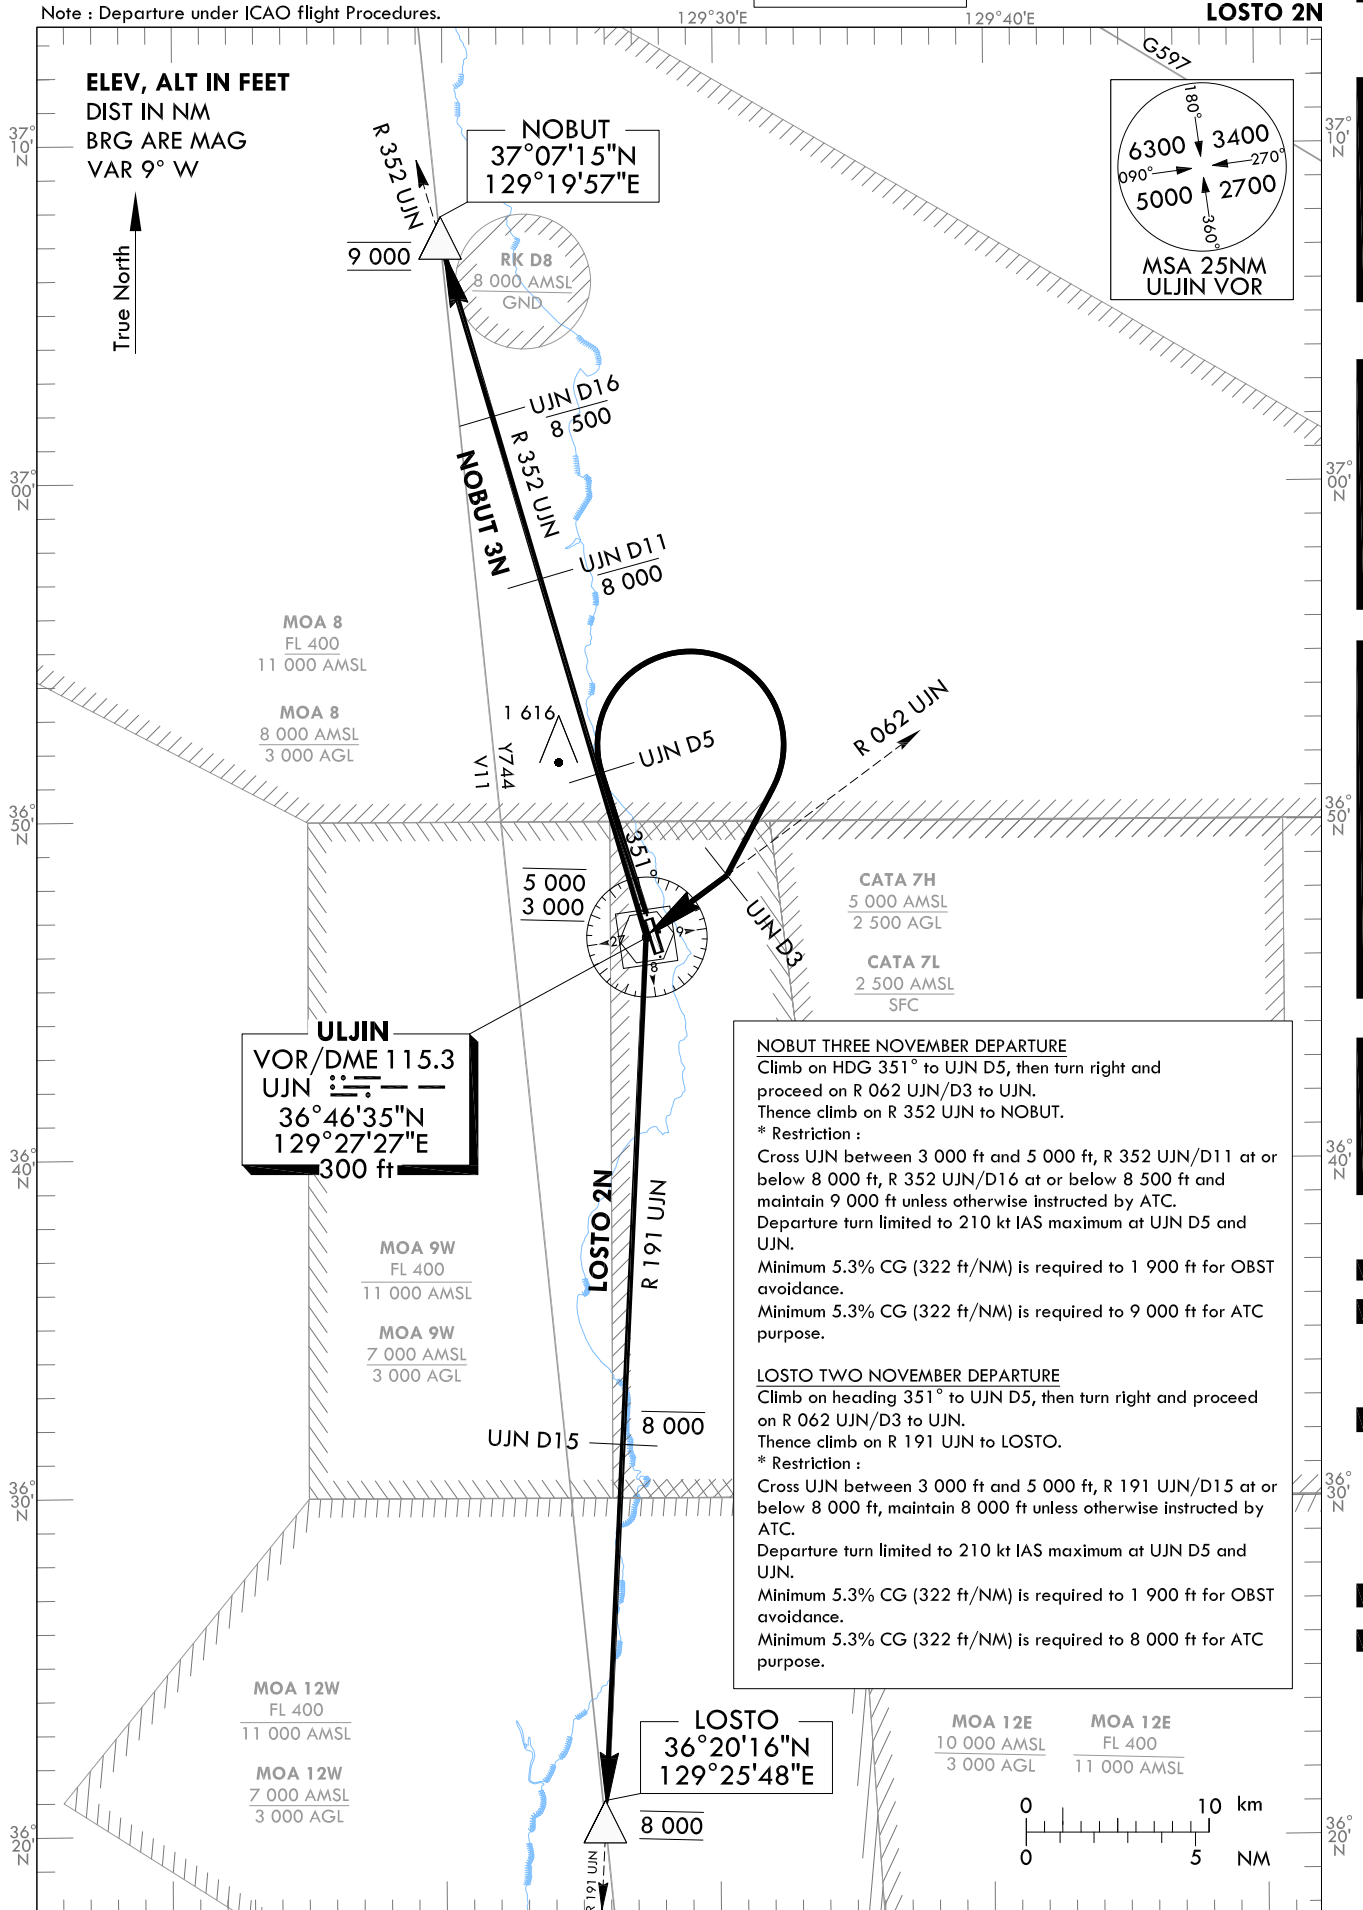 Note : Departure under ICAO flight Procedures.
129°30'E
129°40'E
LOSTO 2N
ELEV, ALT IN FEET
DIST IN NM
BRG ARE MAG
VAR 9° W
True North
37°
10'
N
37°
10'
N
G597
180°
6300
3400
090°
270°
5000
2700
360°
MSA 25NM
ULJIN VOR
R 352 UJN
NOBUT
37°07'15"N
129°19'57"E
9 000
RK D8
8 000 AMSL
GND
UJN D16
8 500
R 352 UJN
NOBUT 3N
37°
00'
N
37°
00'
N
UJN D11
8 000
MOA 8
FL 400
11 000 AMSL
MOA 8
8 000 AMSL
3 000 AGL
1 616
Y744
V11
UJN D5
R 062 UJN
36°
50'
N
36°
50'
N
351°
5 000
3 000
27
9
18
UJN D3
CATA 7H
5 000 AMSL
2 500 AGL
CATA 7L
2 500 AMSL
SFC
ULJIN
VOR/DME 115.3
UJN
36°46'35"N
129°27'27"E
300 ft
36°
40'
N
36°
40'
N
LOSTO 2N
R 191 UJN
MOA 9W
FL 400
11 000 AMSL
MOA 9W
7 000 AMSL
3 000 AGL
UJN D15
8 000
36°
30'
N
36°
30'
N
NOBUT THREE NOVEMBER DEPARTURE
Climb on HDG 351° to UJN D5, then turn right and
proceed on R 062 UJN/D3 to UJN.
Thence climb on R 352 UJN to NOBUT.
* Restriction :
Cross UJN between 3 000 ft and 5 000 ft, R 352 UJN/D11 at or
below 8 000 ft, R 352 UJN/D16 at or below 8 500 ft and
maintain 9 000 ft unless otherwise instructed by ATC.
Departure turn limited to 210 kt IAS maximum at UJN D5 and
UJN.
Minimum 5.3% CG (322 ft/NM) is required to 1 900 ft for OBST
avoidance.
Minimum 5.3% CG (322 ft/NM) is required to 9 000 ft for ATC
purpose.
LOSTO TWO NOVEMBER DEPARTURE
Climb on heading 351° to UJN D5, then turn right and proceed
on R 062 UJN/D3 to UJN.
Thence climb on R 191 UJN to LOSTO.
* Restriction :
Cross UJN between 3 000 ft and 5 000 ft, R 191 UJN/D15 at or
below 8 000 ft, maintain 8 000 ft unless otherwise instructed by
ATC.
Departure turn limited to 210 kt IAS maximum at UJN D5 and
UJN.
Minimum 5.3% CG (322 ft/NM) is required to 1 900 ft for OBST
avoidance.
Minimum 5.3% CG (322 ft/NM) is required to 8 000 ft for ATC
purpose.
MOA 12W
FL 400
11 000 AMSL
MOA 12W
7 000 AMSL
3 000 AGL
LOSTO
36°20'16"N
129°25'48"E
8 000
R 191 UJN
MOA 12E
10 000 AMSL
3 000 AGL
MOA 12E
FL 400
11 000 AMSL
0 10 km
0 5 NM
36°
20'
N
36°
20'
N